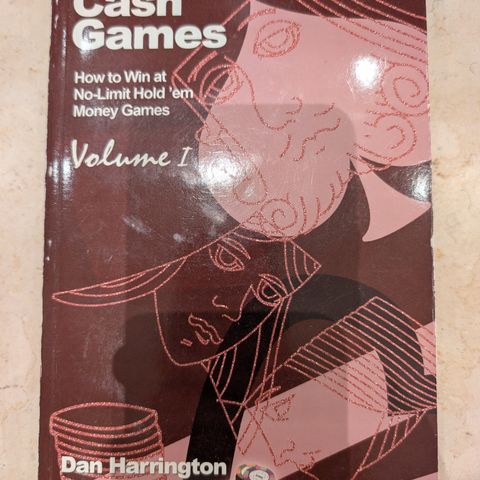 Cash
Games
How to Win at
No-Limit Hold 'em
Money Games
Volume I
Dan Harrington